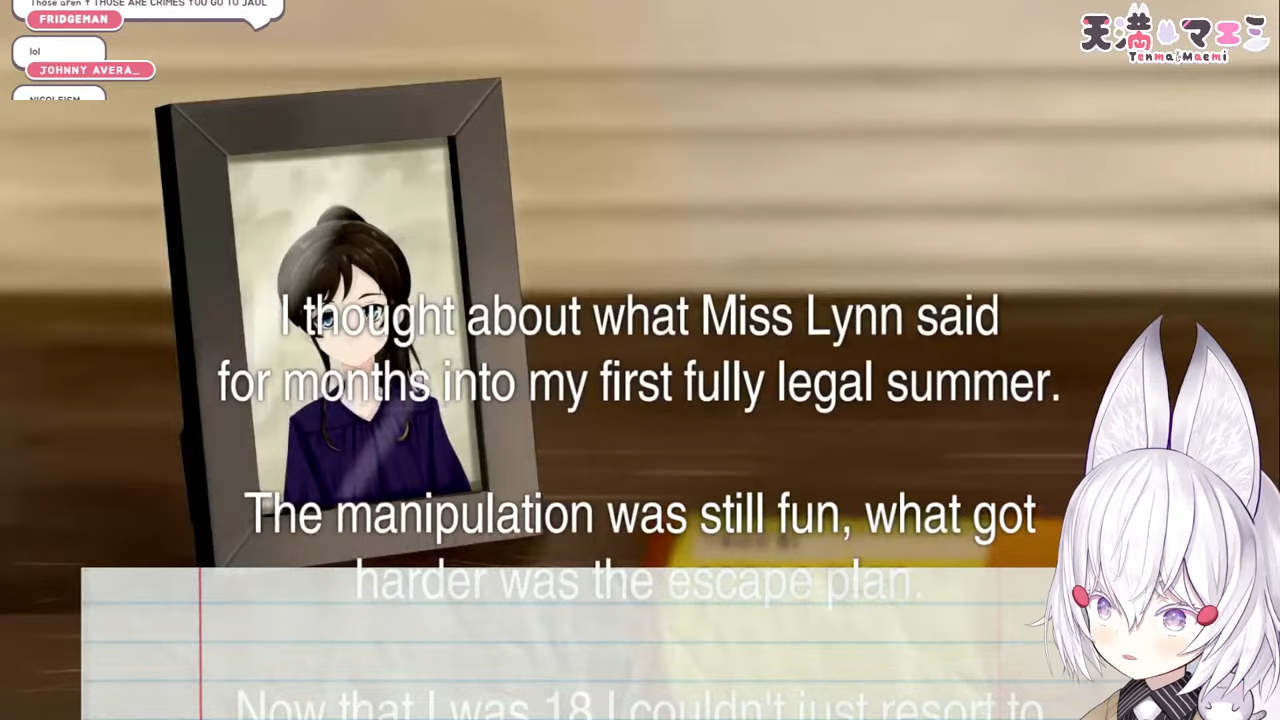 Those aren't THOSE ARE CRIMES YOU GO TO JAUL
FRIDGEMAN
lol
JOHNNY AVERA_
NICOLEISM
天満マエミ
Tenma Maemi
I thought about what Miss Lynn said
for months into my first fully legal summer.
The manipulation was still fun, what got
harder was the escape plan.
Now that I was 18 I couldn't just resort to